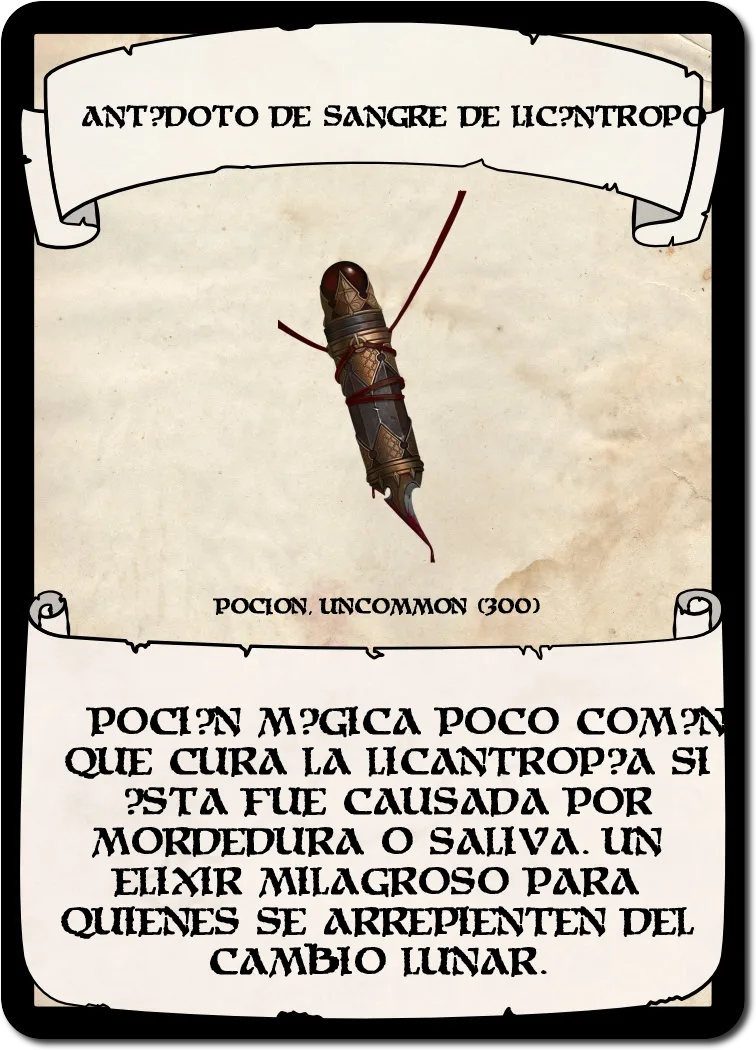 ANT?DOTO DE SANGRE DE LIC?NTROPO
POCION, UNCOMMON (300)
POCI?N M?GICA POCO COM?N
QUE CURA LA LICANTROP?A SI
?STA FUE CAUSADA POR
MORDEDURA O SALIVA. UN
ELIXIR MILAGROSO PARA
QUIENES SE ARREPIENTEN DEL
CAMBIO LUNAR.